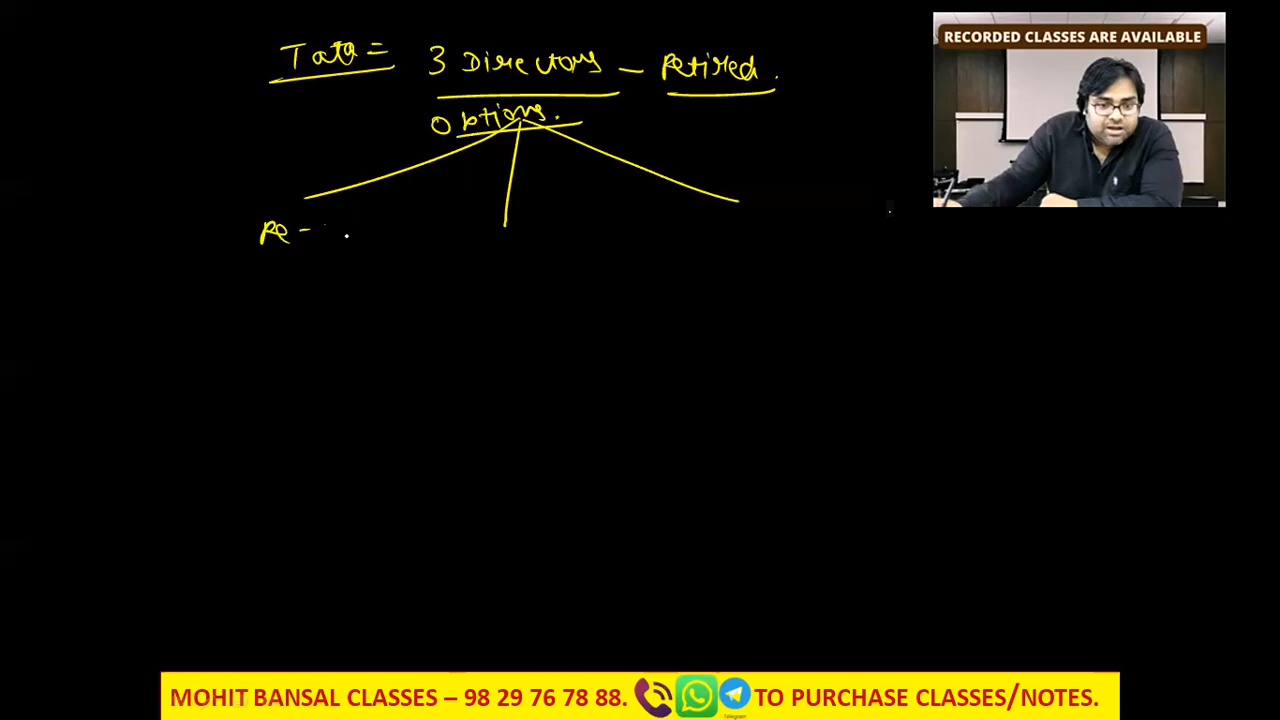 RECORDED CLASSES ARE AVAILABLE
Tata = 3 Directors - Retired.
Options.
Re -
MOHIT BANSAL CLASSES – 98 29 76 78 88. TO PURCHASE CLASSES/NOTES.
Telegram